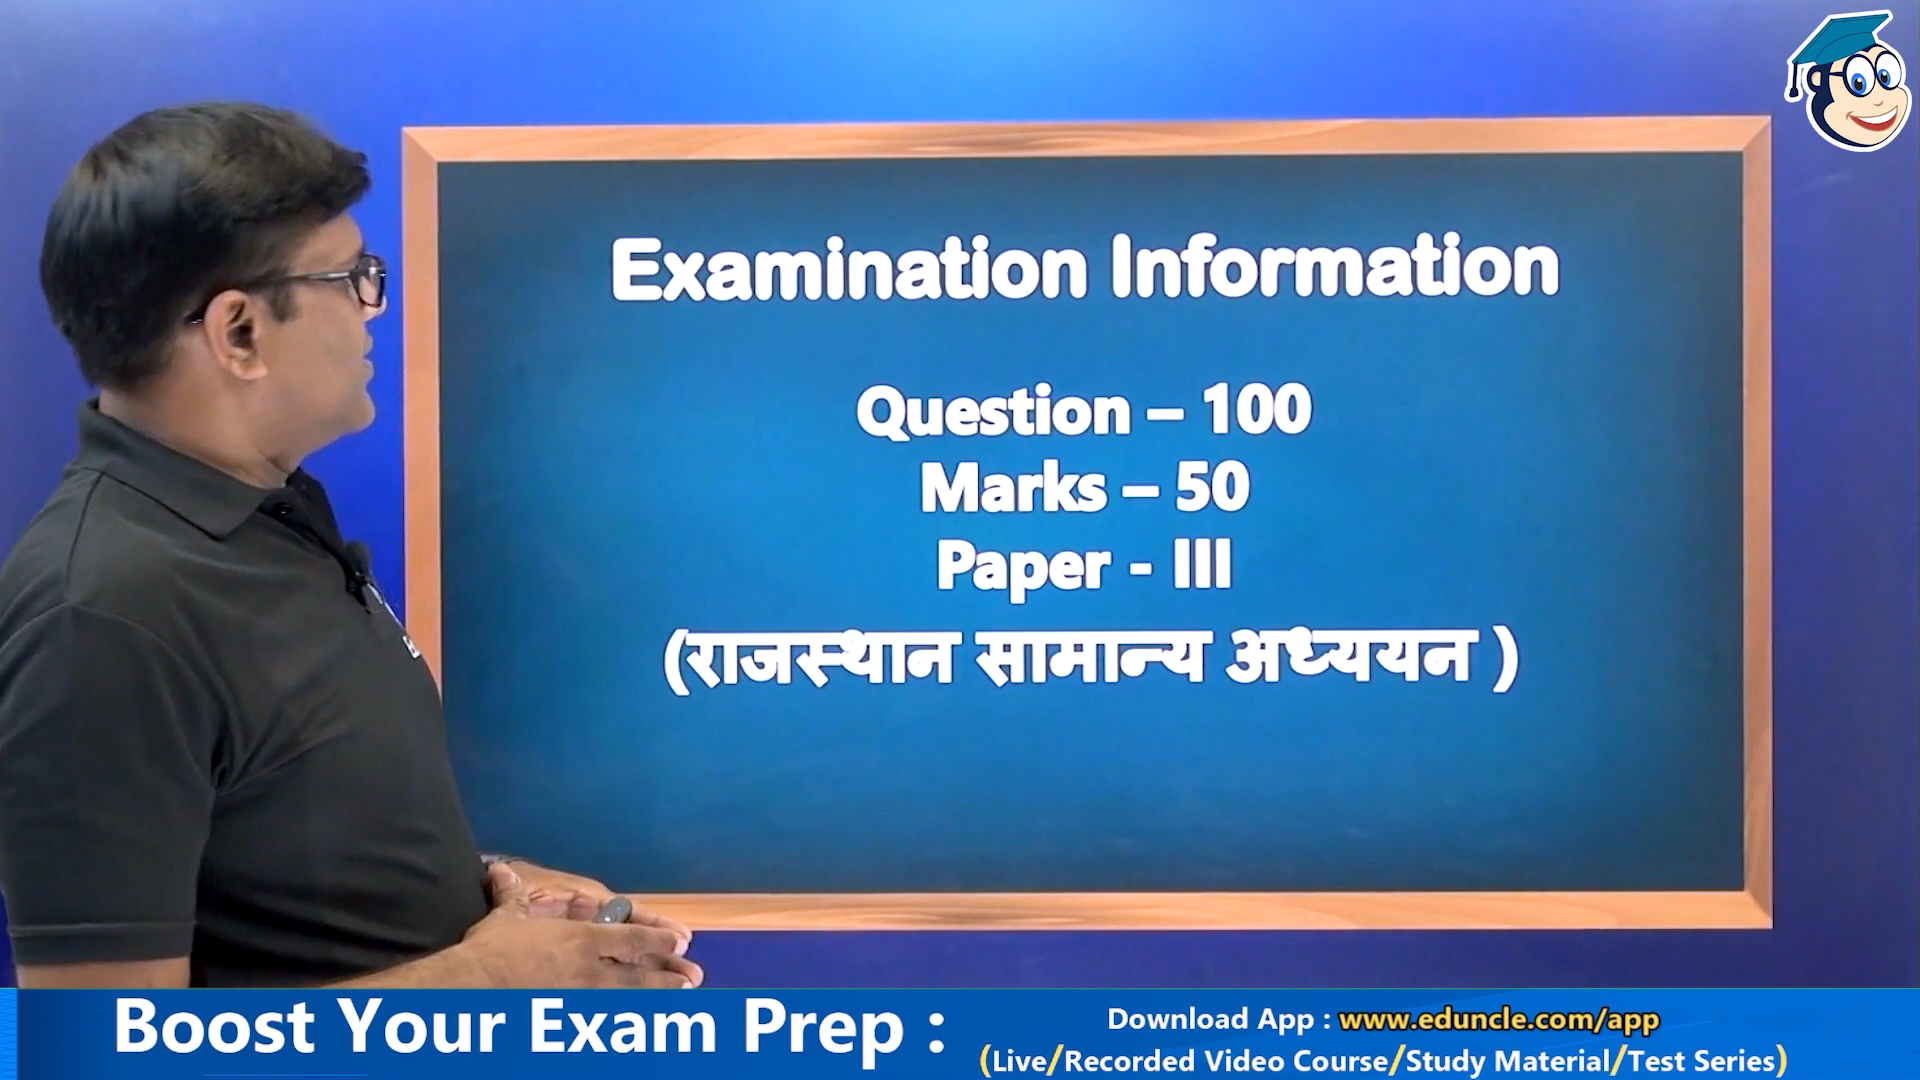 Examination Information
Question – 100
Marks – 50
Paper - III
(राजस्थान सामान्य अध्ययन )
Boost Your Exam Prep :
Download App : www.eduncle.com/app
(Live/Recorded Video Course/Study Material/Test Series)